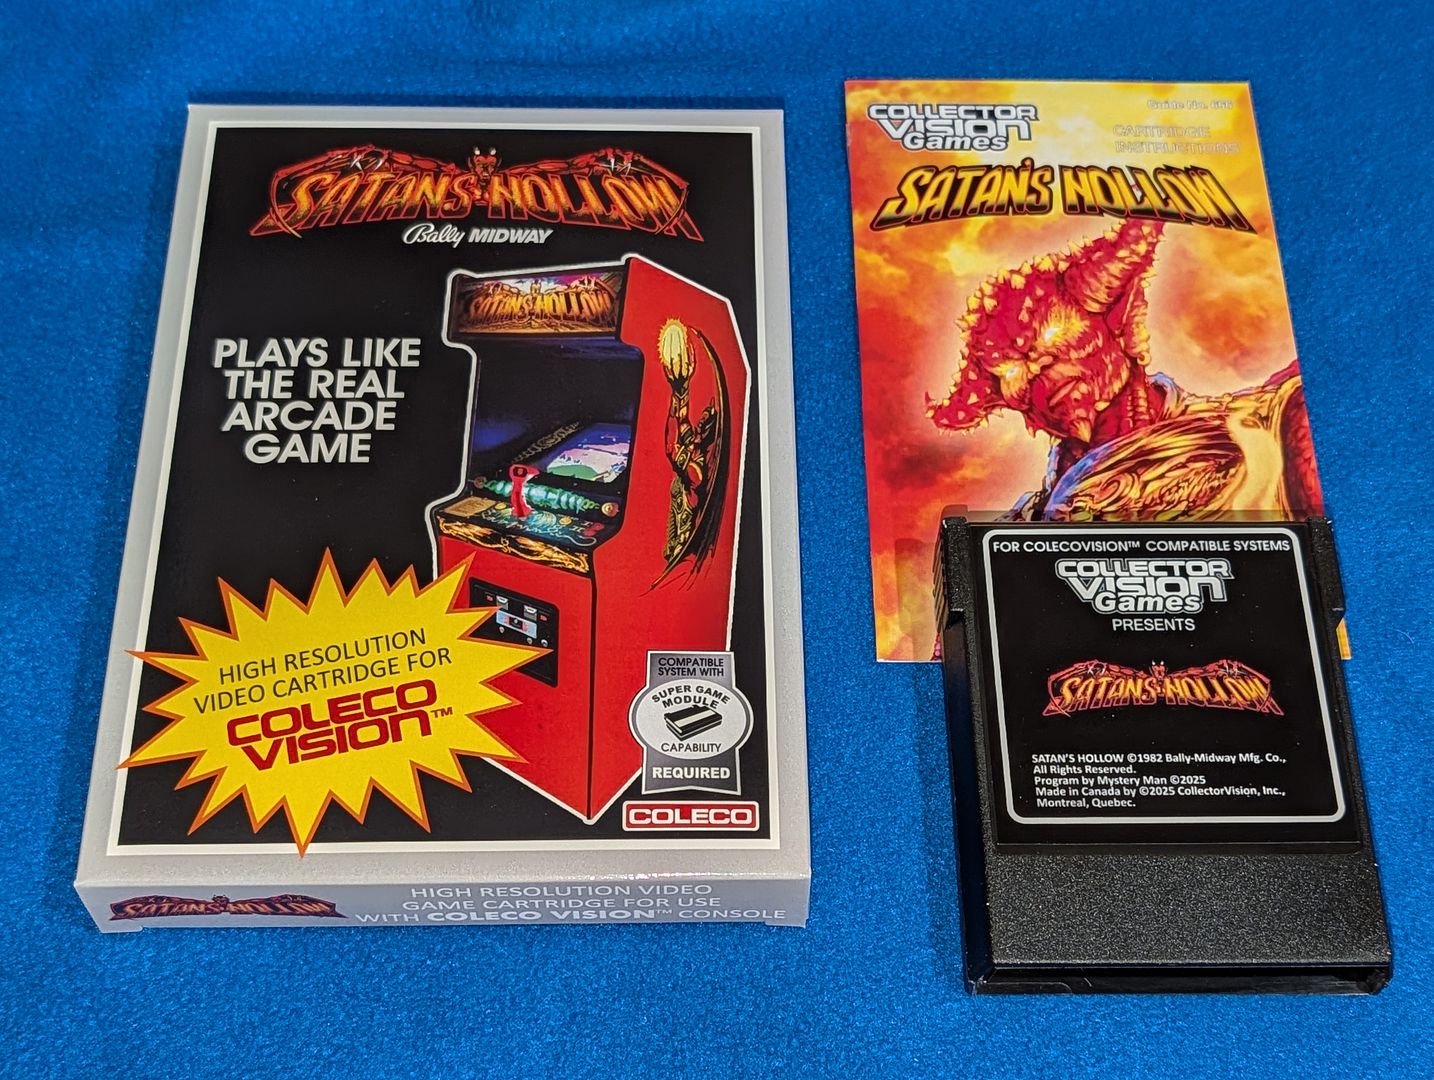 SATAN'S HOLLOW
Bally MIDWAY
SATAN'S HOLLOW
PLAYS LIKE
THE REAL
ARCADE
GAME
HIGH RESOLUTION
VIDEO CARTRIDGE FOR
COLECO
VISION™
COMPATIBLE
SYSTEM WITH
SUPER GAME
MODULE
CAPABILITY
REQUIRED
COLECO
SATAN'S HOLLOW
HIGH RESOLUTION VIDEO
GAME CARTRIDGE FOR USE
WITH COLECO VISION™ CONSOLE
COLLECTOR
VISION
Games
Guide No. 666
CARTRIDGE
INSTRUCTIONS
SATAN'S HOLLOW
FOR COLECOVISION™ COMPATIBLE SYSTEMS
COLLECTOR
VISION
Games
PRESENTS
SATAN'S HOLLOW
SATAN'S HOLLOW ©1982 Bally-Midway Mfg. Co.,
All Rights Reserved.
Program by Mystery Man ©2025
Made in Canada by ©2025 CollectorVision, Inc.,
Montreal, Quebec.